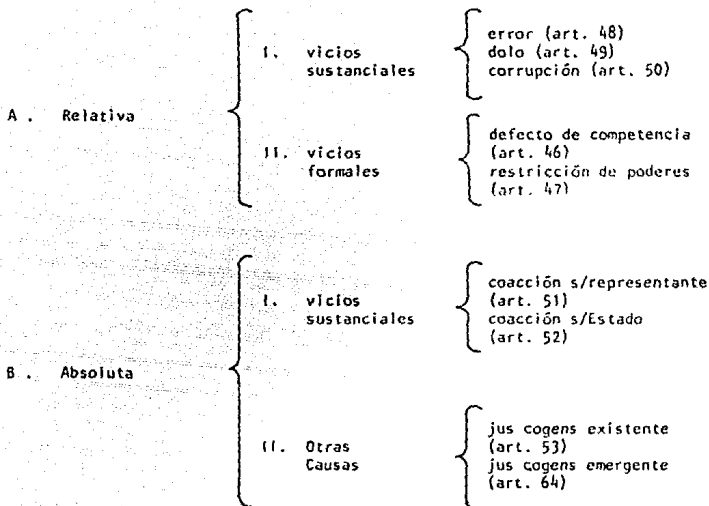 A. Relativa
I. vicios sustanciales
error (art. 48)
dolo (art. 49)
corrupción (art. 50)
II. vicios formales
defecto de competencia
(art. 46)
restricción de poderes
(art. 47)
B. Absoluta
I. vicios sustanciales
coacción s/representante
(art. 51)
coacción s/Estado
(art. 52)
II. Otras Causas
jus cogens existente
(art. 53)
jus cogens emergente
(art. 64)